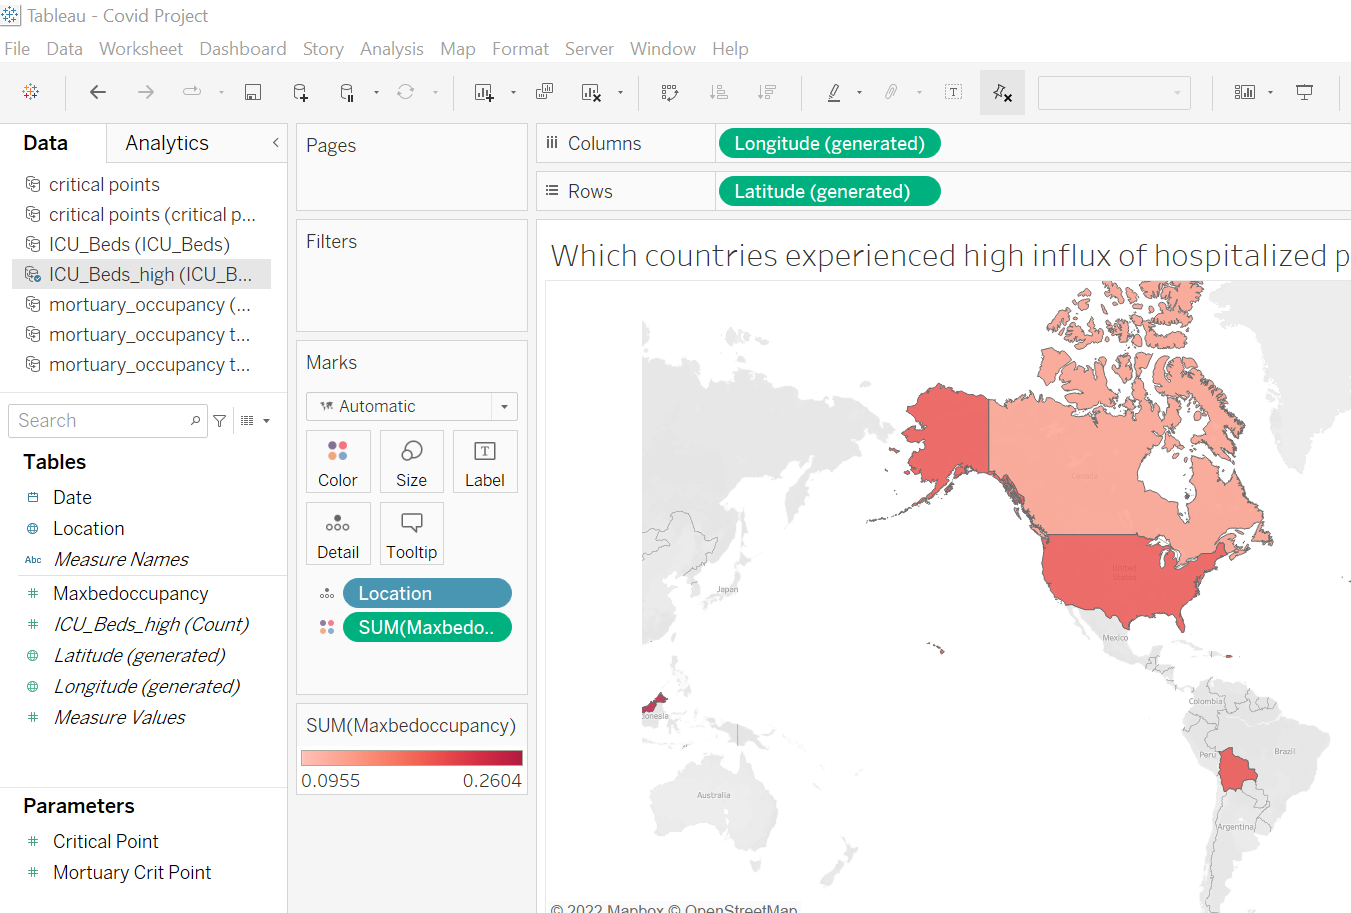 Tableau - Covid Project
File Data Worksheet Dashboard Story Analysis Map Format Server Window Help
Data
Analytics
critical points
critical points (critical p...
ICU_Beds (ICU_Beds)
ICU_Beds_high (ICU_B...
mortuary_occupancy (...
mortuary_occupancy t...
mortuary_occupancy t...
Search
Tables
Date
Location
Abc Measure Names
Maxbedoccupancy
ICU_Beds_high (Count)
Latitude (generated)
Longitude (generated)
Measure Values
Parameters
Critical Point
Mortuary Crit Point
Pages
Filters
Marks
Automatic
Color
Size
Label
Detail
Tooltip
Location
SUM(Maxbedo..
SUM(Maxbedoccupancy)
0.0955 0.2604
Columns
Longitude (generated)
Rows
Latitude (generated)
Which countries experienced high influx of hospitalized p
Canada
United
States
Japan
Mexico
onesia
Colombia
Peru
Brazil
Australia
Argentina
© 2022 Mapbox © OpenStreetMap